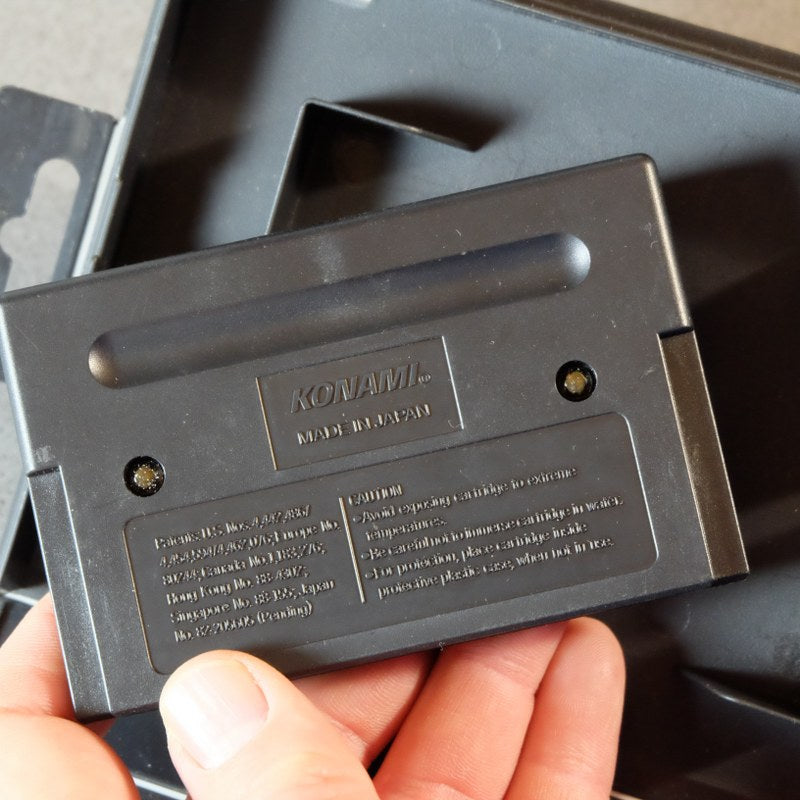 KONAMI®
MADE IN JAPAN
Patents: U.S. Nos. 4,442,486/
4,454,594/4,462,076; Europe No.
80244; Canada No. 1,183,276;
Hong Kong No. 88-4302;
Singapore No. 88-155; Japan
No. 82-205605 (Pending)
CAUTION
•Avoid exposing cartridge to extreme
temperatures.
•Be careful not to immerse cartridge in water.
•For protection, place cartridge inside
protective plastic case, when not in use.